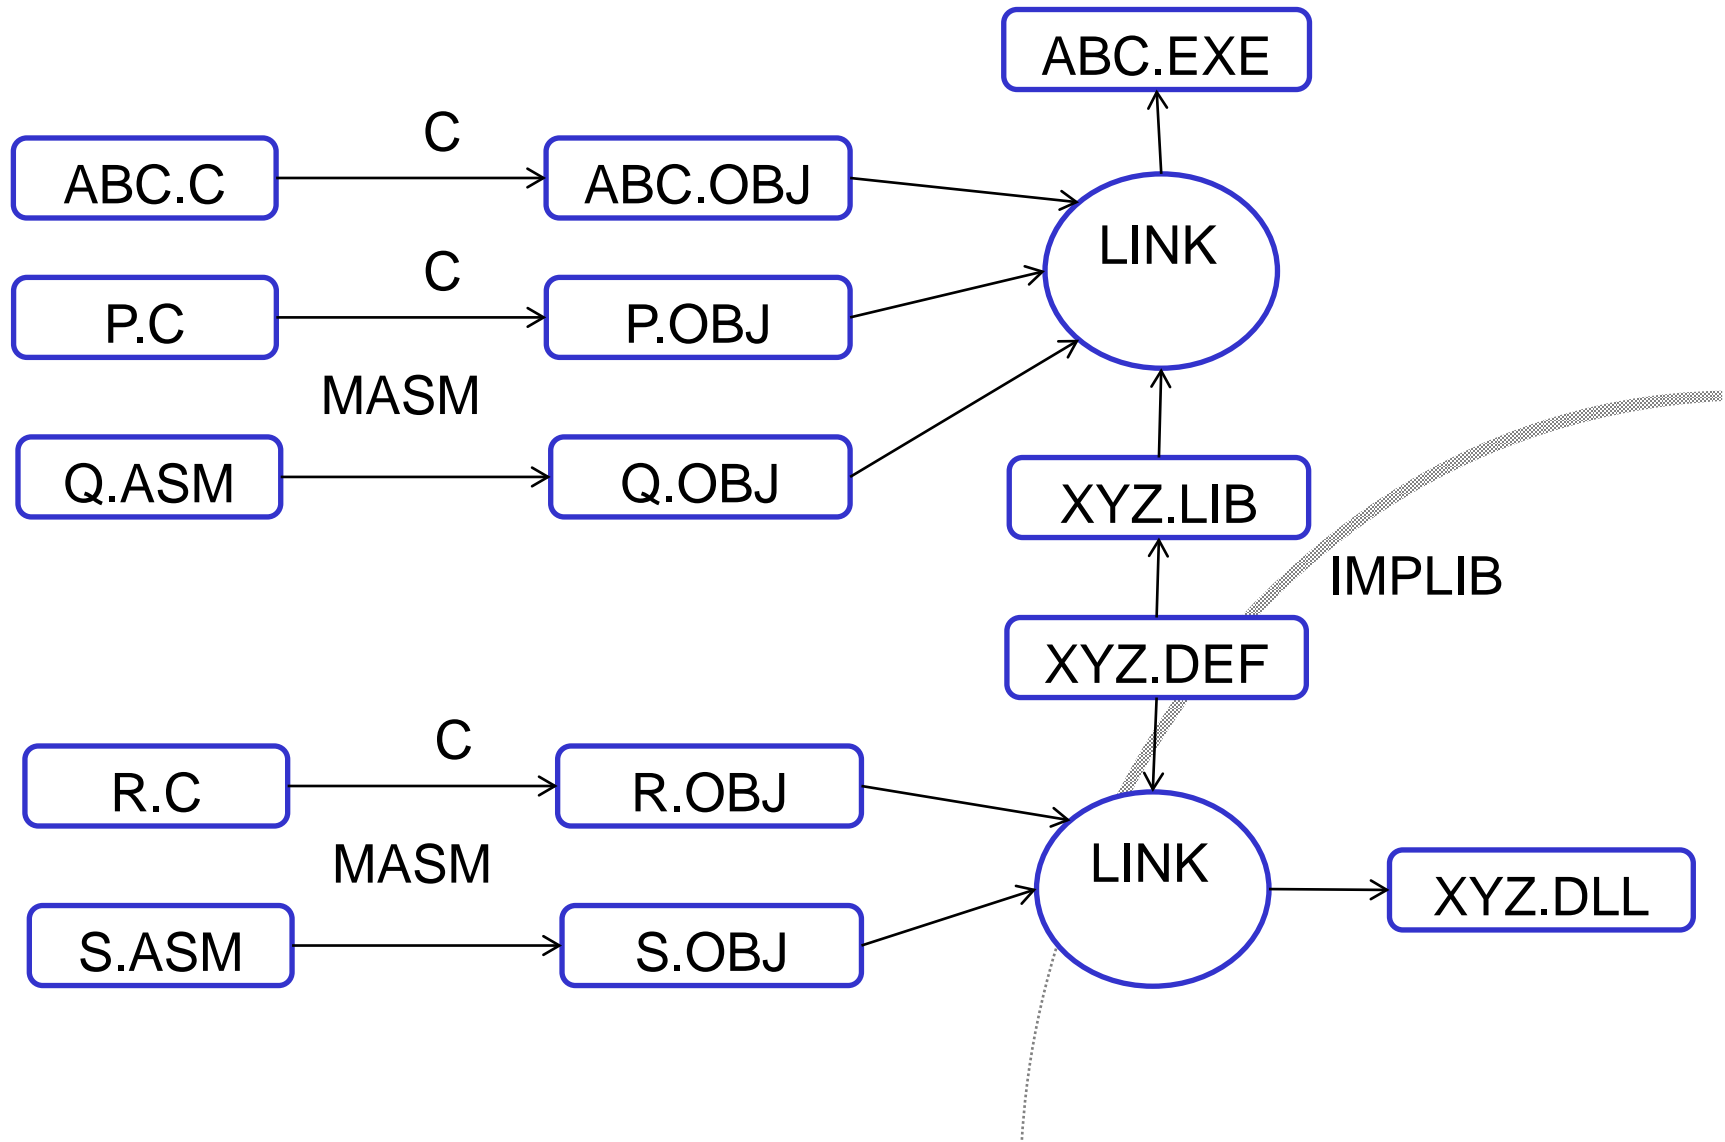 ABC.EXE
C
ABC.C
ABC.OBJ
LINK
C
P.C
P.OBJ
MASM
Q.ASM
Q.OBJ
XYZ.LIB
IMPLIB
XYZ.DEF
C
R.C
R.OBJ
LINK
MASM
XYZ.DLL
S.ASM
S.OBJ